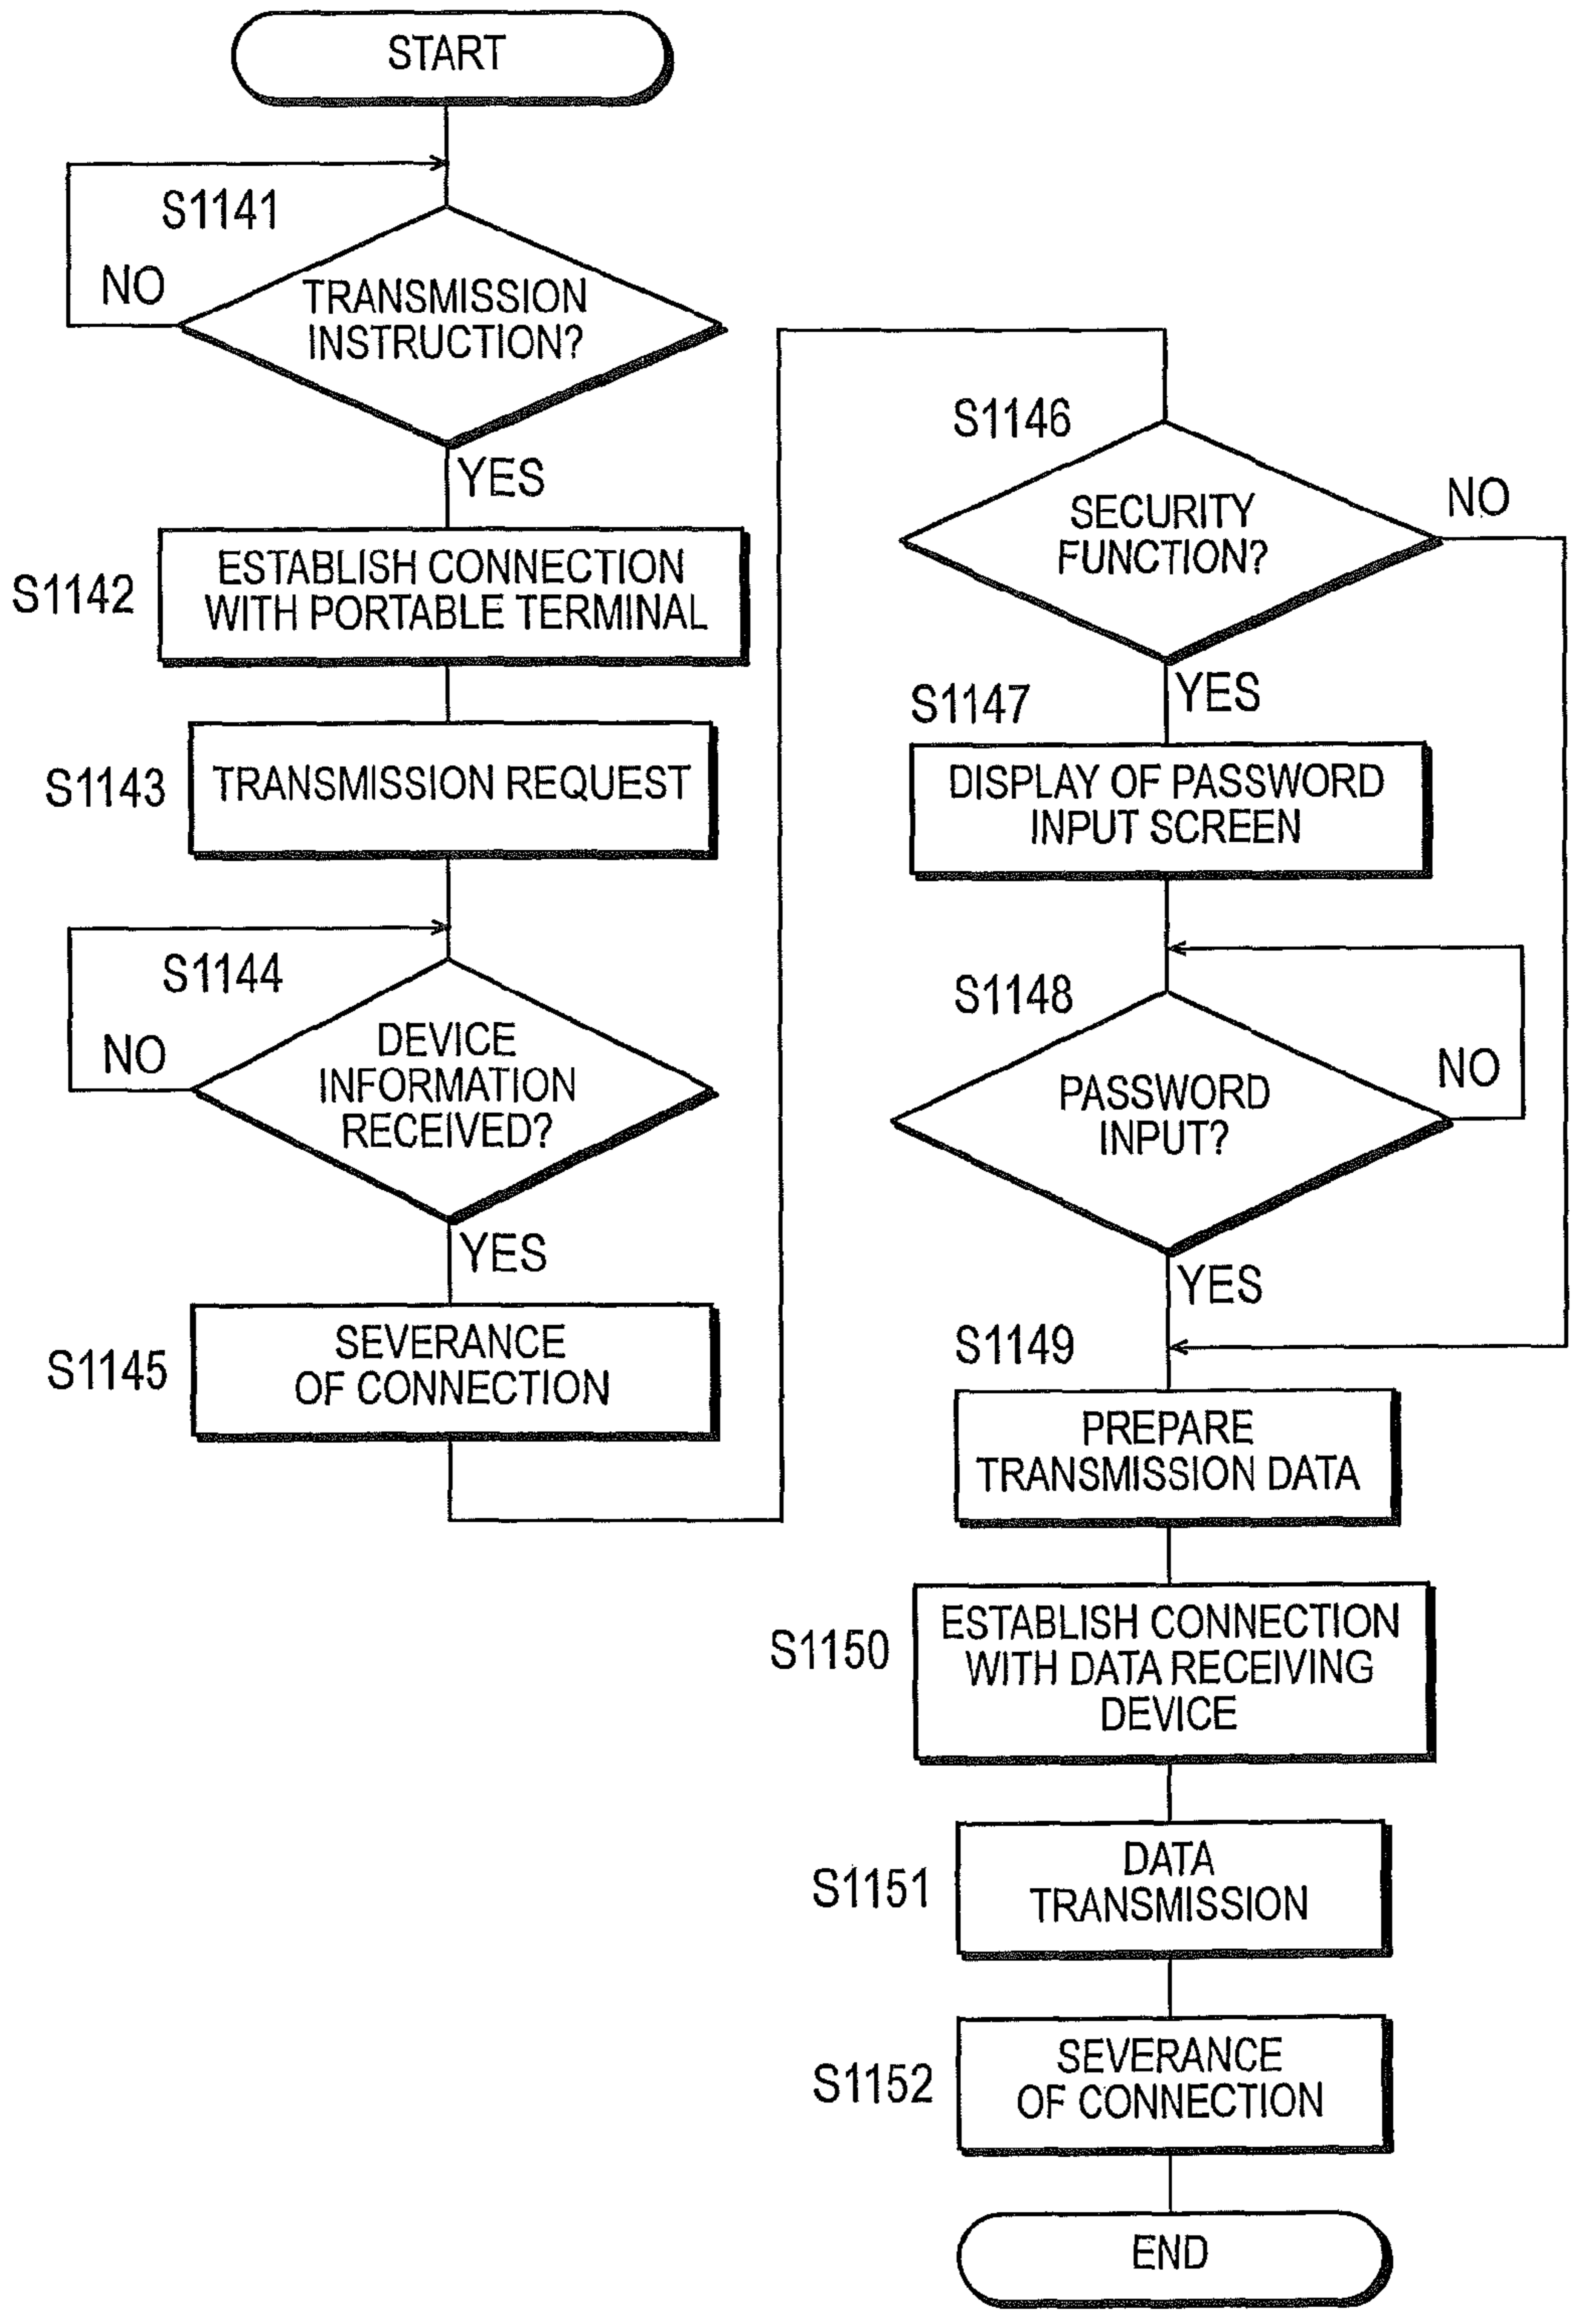 START
S1141
NO
TRANSMISSION
INSTRUCTION?
YES
S1142
ESTABLISH CONNECTION
WITH PORTABLE TERMINAL
S1143
TRANSMISSION REQUEST
S1144
NO
DEVICE
INFORMATION
RECEIVED?
YES
S1145
SEVERANCE
OF CONNECTION
S1146
NO
SECURITY
FUNCTION?
YES
S1147
DISPLAY OF PASSWORD
INPUT SCREEN
S1148
NO
PASSWORD
INPUT?
YES
S1149
PREPARE
TRANSMISSION DATA
S1150
ESTABLISH CONNECTION
WITH DATA RECEIVING
DEVICE
S1151
DATA
TRANSMISSION
S1152
SEVERANCE
OF CONNECTION
END